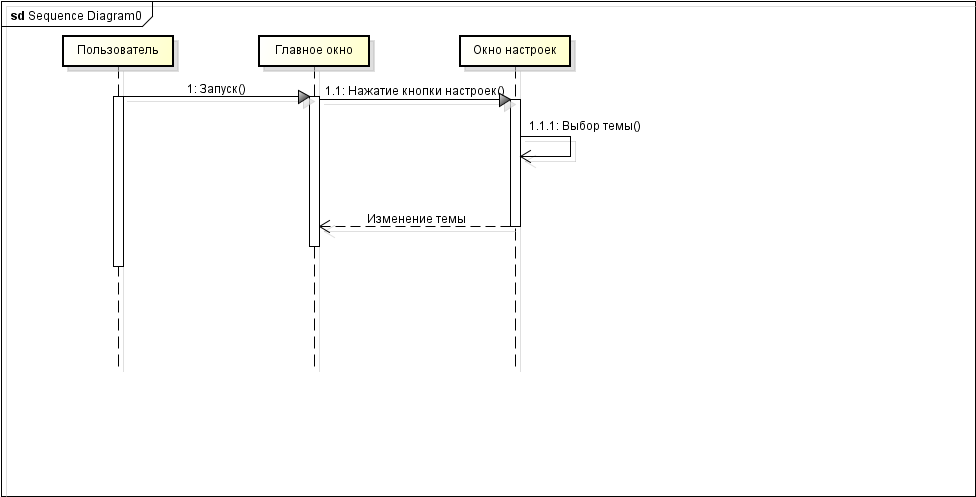 sd Sequence Diagram0
Пользователь
Главное окно
Окно настроек
1: Запуск()
1.1: Нажатие кнопки настроек()
1.1.1: Выбор темы()
Изменение темы